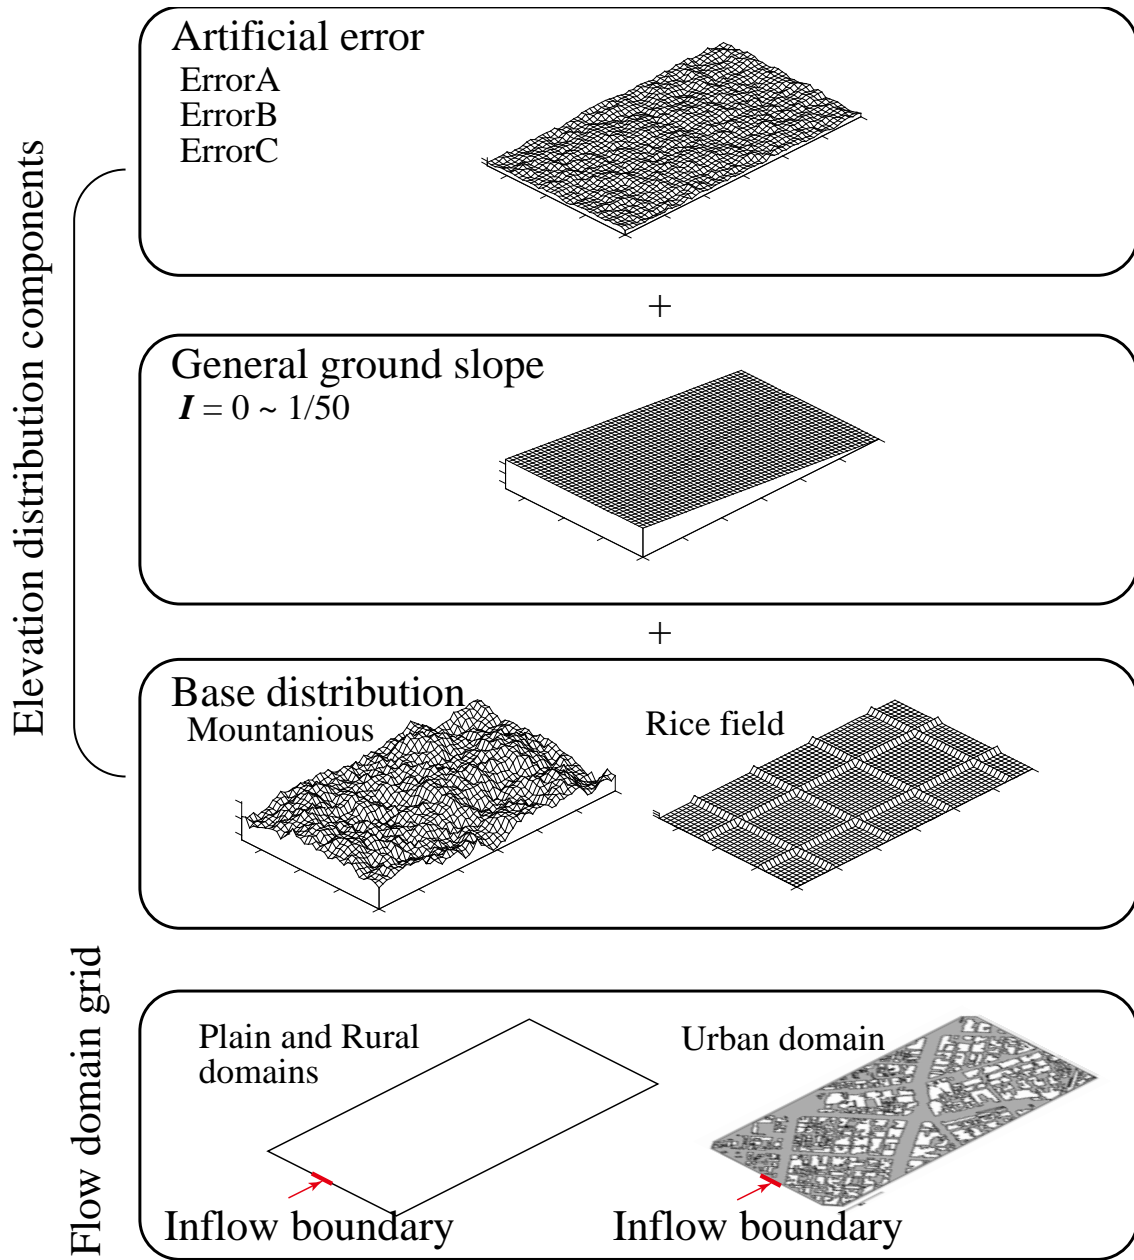 Elevation distribution components
Artificial error
ErrorA
ErrorB
ErrorC
+
General ground slope
I = 0 ~ 1/50
+
Base distribution
Mountanious
Rice field
Flow domain grid
Plain and Rural
domains
Urban domain
Inflow boundary
Inflow boundary